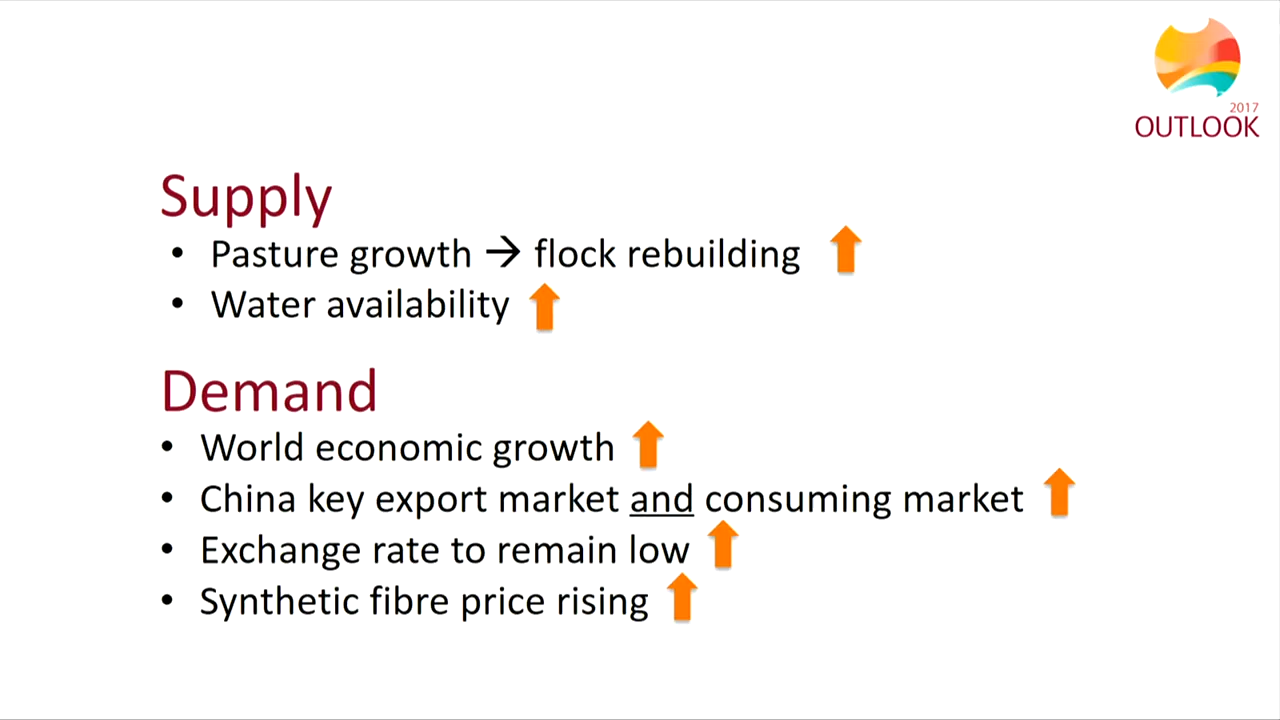 2017
OUTLOOK
Supply
• Pasture growth → flock rebuilding
• Water availability
Demand
• World economic growth
• China key export market and consuming market
• Exchange rate to remain low
• Synthetic fibre price rising